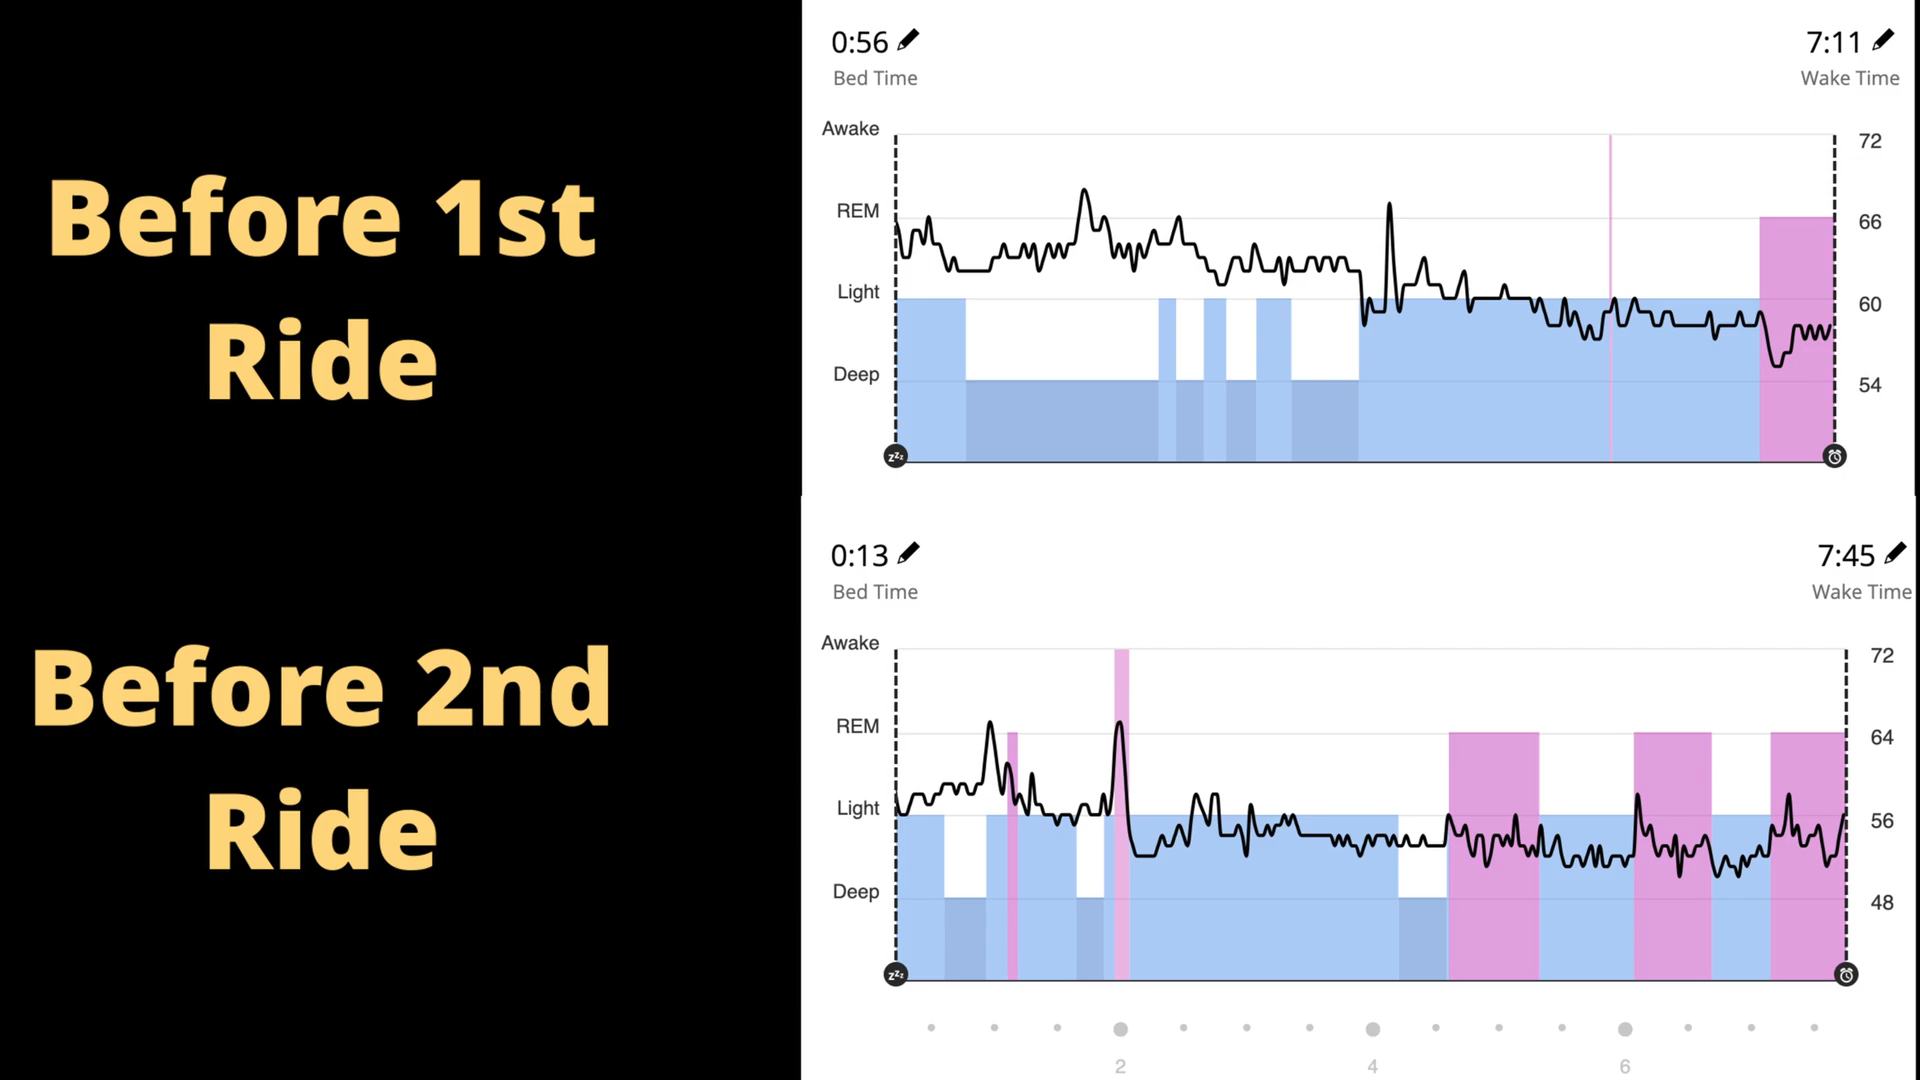 Before 1st
Ride
0:56
Bed Time
7:11
Wake Time
Awake
REM
Light
Deep
72
66
60
54
zzz
Before 2nd
Ride
0:13
Bed Time
7:45
Wake Time
Awake
REM
Light
Deep
72
64
56
48
zzz
2 4 6